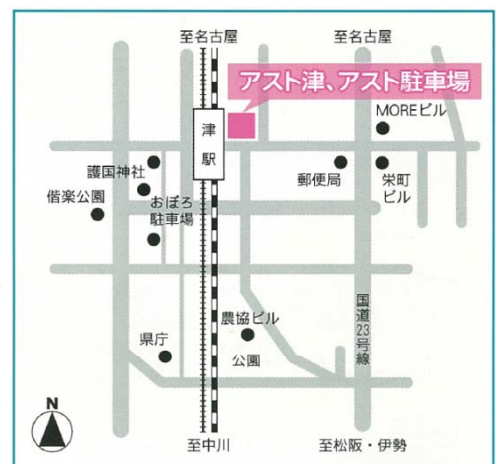 至名古屋
至名古屋
アスト津、アスト駐車場
津駅
MOREビル
護国神社
郵便局
栄町
ビル
偕楽公園
おぼろ
駐車場
国道23号線
農協ビル
県庁
公園
N
至中川
至松阪・伊勢